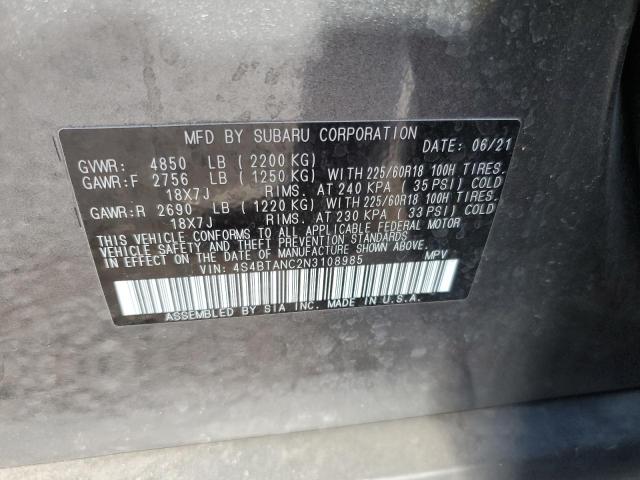 MFD BY SUBARU CORPORATION DATE: 06/21
GVWR: 4850 LB ( 2200 KG)
GAWR:F 2756 LB ( 1250 KG) WITH 225/60R18 100H TIRES.
18X7J RIMS. AT 240 KPA ( 35 PSI) COLD
GAWR:R 2690 LB ( 1220 KG) WITH 225/60R18 100H TIRES.
18X7J RIMS. AT 230 KPA ( 33 PSI) COLD
THIS VEHICLE CONFORMS TO ALL APPLICABLE FEDERAL MOTOR
VEHICLE SAFETY AND THEFT PREVENTION STANDARDS
IN EFFECT ON THE DATE OF MANUFACTURE SHOWN ABOVE.
VIN: 4S4BTANC2N3108985 MPV
ASSEMBLED BY SIA INC. MADE IN U.S.A.